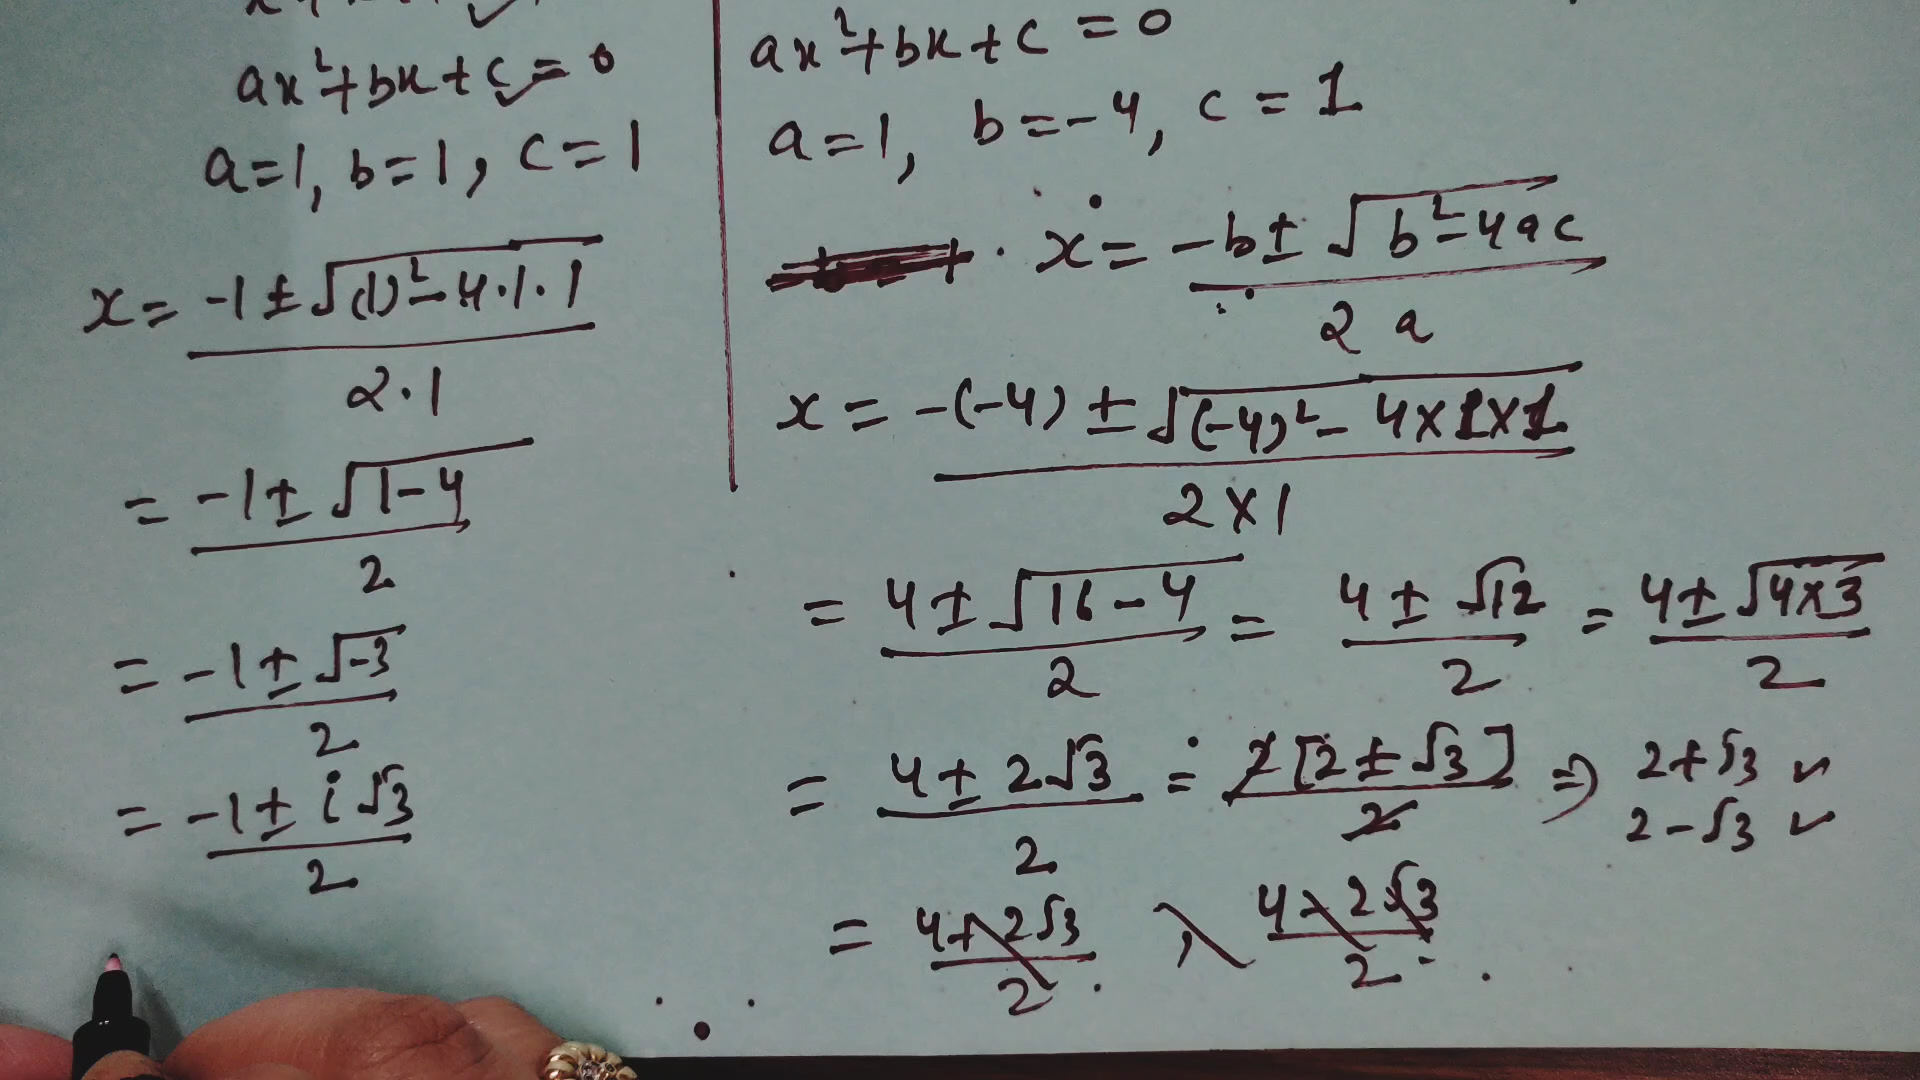 ax²+bx+c=0
a=1, b=1, c=1
x = -1±√(1)²-4·1·1 / 2·1
= -1±√1-4 / 2
= -1±√-3 / 2
= -1±i√3 / 2
ax²+bx+c=0
a=1, b=-4, c=1
x = -b±√b²-4ac / 2a
x = -(-4)±√(-4)²-4×1×1 / 2×1
= 4±√16-4 / 2 = 4±√12 / 2 = 4±√4×3 / 2
= 4±2√3 / 2 = 2[2±√3] / 2 ⇒ 2+√3 ✓
2-√3 ✓
= 4+2√3 / 2 , 4-2√3 / 2